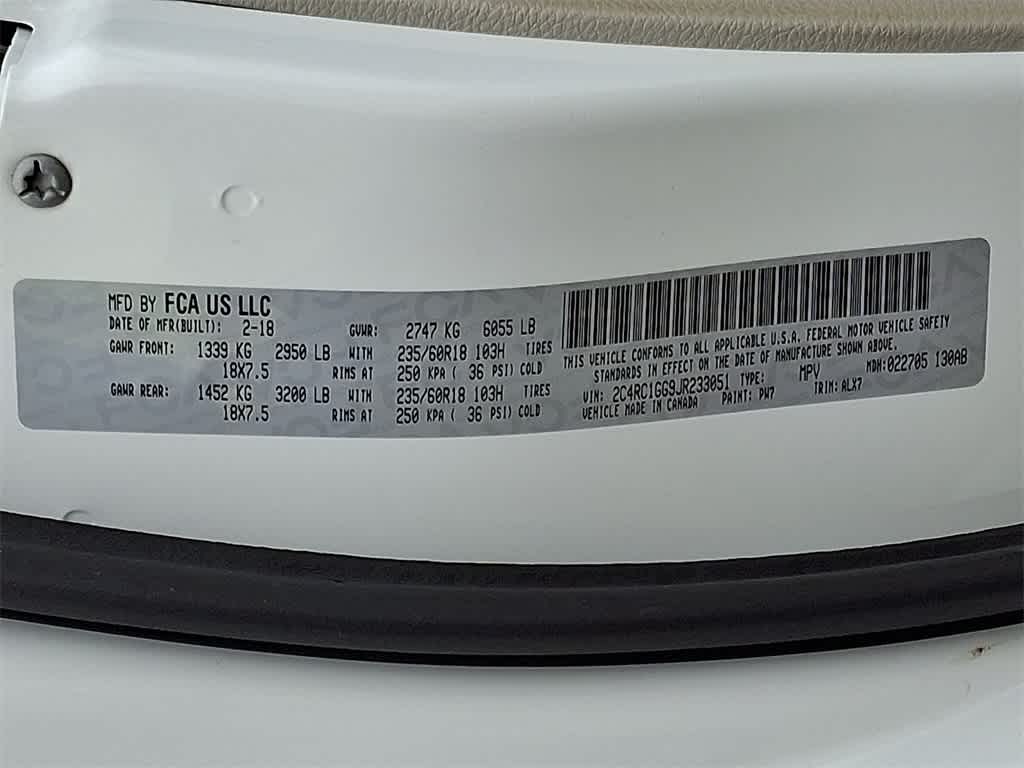 MFD BY FCA US LLC
DATE OF MFR(BUILT): 2-18 GVWR: 2747 KG 6055 LB
GAWR FRONT: 1339 KG 2950 LB WITH 235/60R18 103H TIRES
18X7.5 RIMS AT 250 KPA ( 36 PSI) COLD
GAWR REAR: 1452 KG 3200 LB WITH 235/60R18 103H TIRES
18X7.5 RIMS AT 250 KPA ( 36 PSI) COLD
THIS VEHICLE CONFORMS TO ALL APPLICABLE U.S.A. FEDERAL MOTOR VEHICLE SAFETY
STANDARDS IN EFFECT ON THE DATE OF MANUFACTURE SHOWN ABOVE.
VIN: 2C4RC1GG9JR233051 TYPE: MPV MDH:022705 130AB
VEHICLE MADE IN CANADA PAINT: PW7 TRIM: ALX7